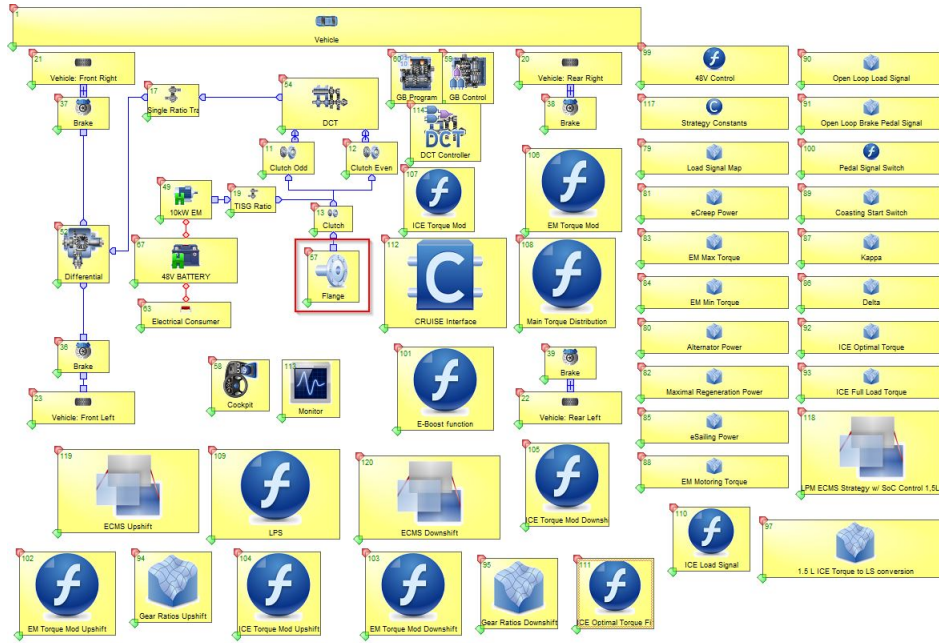 1
Vehicle
21
Vehicle: Front Right
37
Brake
17
Single Ratio Tra
54
DCT
60
GB Program
59
GB Control
20
Vehicle: Rear Right
38
Brake
99
48V Control
90
Open Loop Load Signal
117
Strategy Constants
91
Open Loop Brake Pedal Signal
11
Clutch Odd
12
Clutch Even
114
DCT
DCT Controller
79
Load Signal Map
100
Pedal Signal Switch
49
10kW EM
19
TISG Ratio
107
ICE Torque Mod
106
EM Torque Mod
81
eCreep Power
89
Coasting Start Switch
13
Clutch
52
Differential
67
48V BATTERY
57
Flange
112
CRUISE Interface
108
Main Torque Distribution
83
EM Max Torque
87
Kappa
84
EM Min Torque
86
Delta
63
Electrical Consumer
80
Alternator Power
92
ICE Optimal Torque
36
Brake
58
Cockpit
113
Monitor
101
E-Boost function
39
Brake
82
Maximal Regeneration Power
93
ICE Full Load Torque
23
Vehicle: Front Left
22
Vehicle: Rear Left
85
eSailing Power
118
LPM ECMS Strategy w/ SoC Control 1,5L
119
ECMS Upshift
109
LPS
120
ECMS Downshift
105
ICE Torque Mod Downsh
88
EM Motoring Torque
110
ICE Load Signal
97
1.5 L ICE Torque to LS conversion
102
EM Torque Mod Upshift
94
Gear Ratios Upshift
104
ICE Torque Mod Upshift
103
EM Torque Mod Downshift
95
Gear Ratios Downshift
111
ICE Optimal Torque Fi